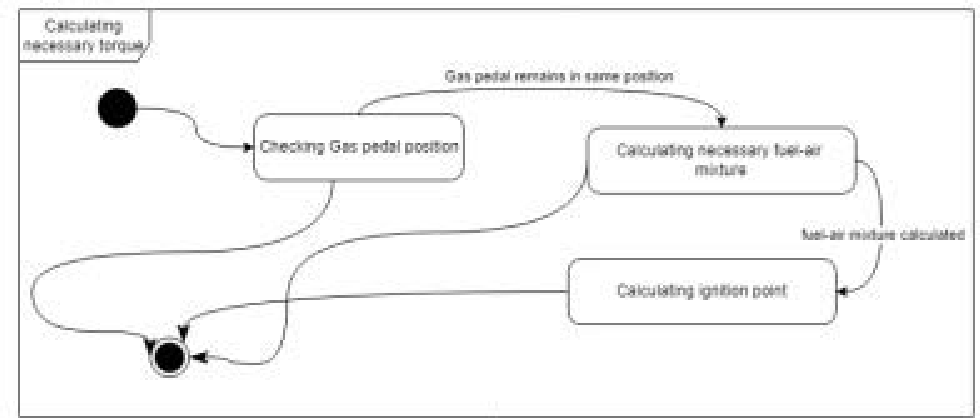 Calculating
necessary torque
Gas pedal remains in same position
Checking Gas pedal position
Calculating necessary fuel-air
mixture
fuel-air mixture calculated
Calculating ignition point